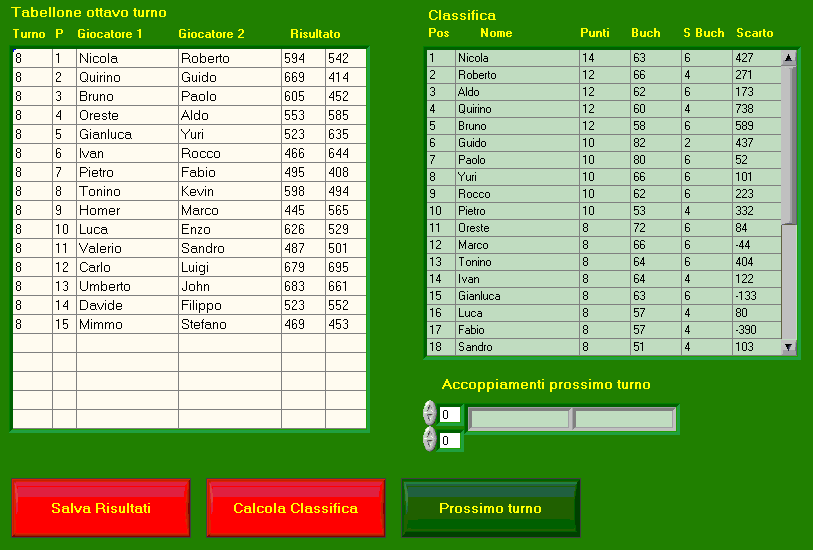 Tabellone ottavo turno
Turno P Giocatore 1 Giocatore 2 Risultato
8 1 Nicola Roberto 594 542
8 2 Quirino Guido 669 414
8 3 Bruno Paolo 605 452
8 4 Oreste Aldo 553 585
8 5 Gianluca Yuri 523 635
8 6 Ivan Rocco 466 644
8 7 Pietro Fabio 495 408
8 8 Tonino Kevin 598 494
8 9 Homer Marco 445 565
8 10 Luca Enzo 626 529
8 11 Valerio Sandro 487 501
8 12 Carlo Luigi 679 695
8 13 Umberto John 683 661
8 14 Davide Filippo 523 552
8 15 Mimmo Stefano 469 453
Classifica
Pos Nome Punti Buch S Buch Scarto
1 Nicola 14 63 6 427
2 Roberto 12 66 4 271
3 Aldo 12 62 6 173
4 Quirino 12 60 4 738
5 Bruno 12 58 6 589
6 Guido 10 82 2 437
7 Paolo 10 80 6 52
8 Yuri 10 66 6 101
9 Rocco 10 62 6 223
10 Pietro 10 53 4 332
11 Oreste 8 72 6 84
12 Marco 8 66 6 -44
13 Tonino 8 64 6 404
14 Ivan 8 64 4 122
15 Gianluca 8 63 6 -133
16 Luca 8 57 4 80
17 Fabio 8 57 4 -390
18 Sandro 8 51 4 103
Accoppiamenti prossimo turno
0
0
Salva Risultati Calcola Classifica Prossimo turno